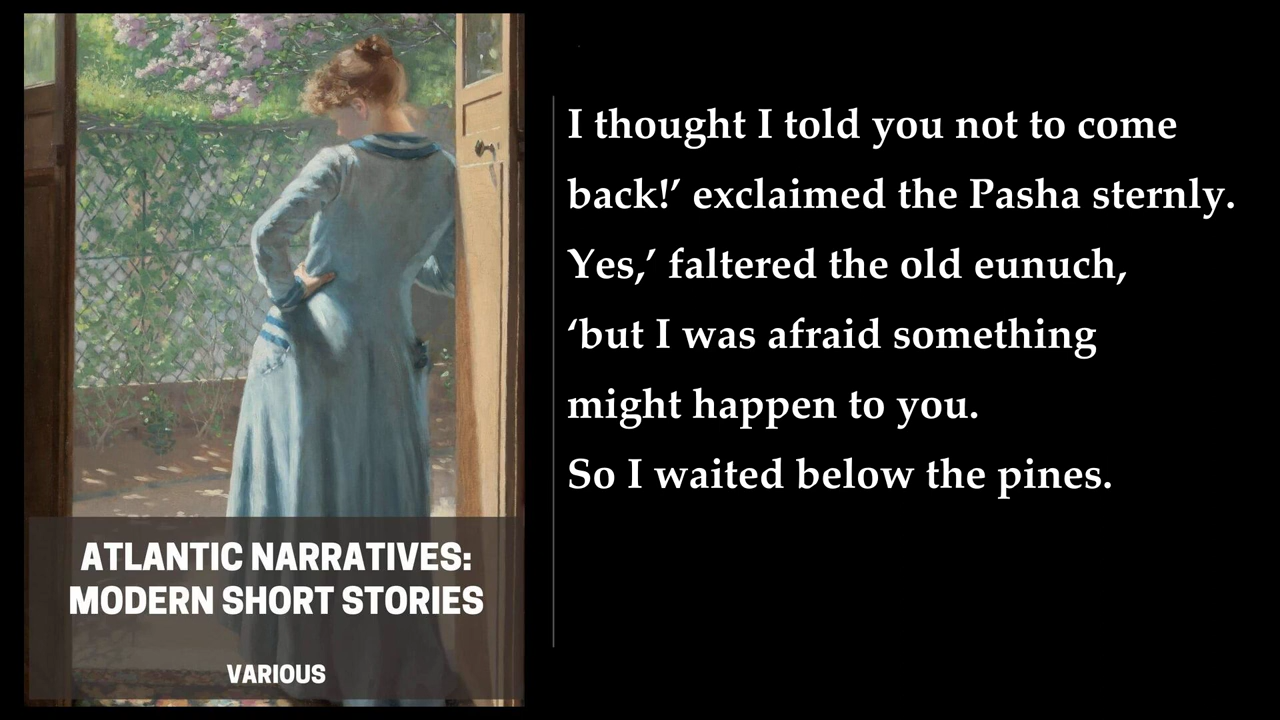 I thought I told you not to come
back!’ exclaimed the Pasha sternly.
Yes,’ faltered the old eunuch,
‘but I was afraid something
might happen to you.
So I waited below the pines.
ATLANTIC NARRATIVES:
MODERN SHORT STORIES
VARIOUS